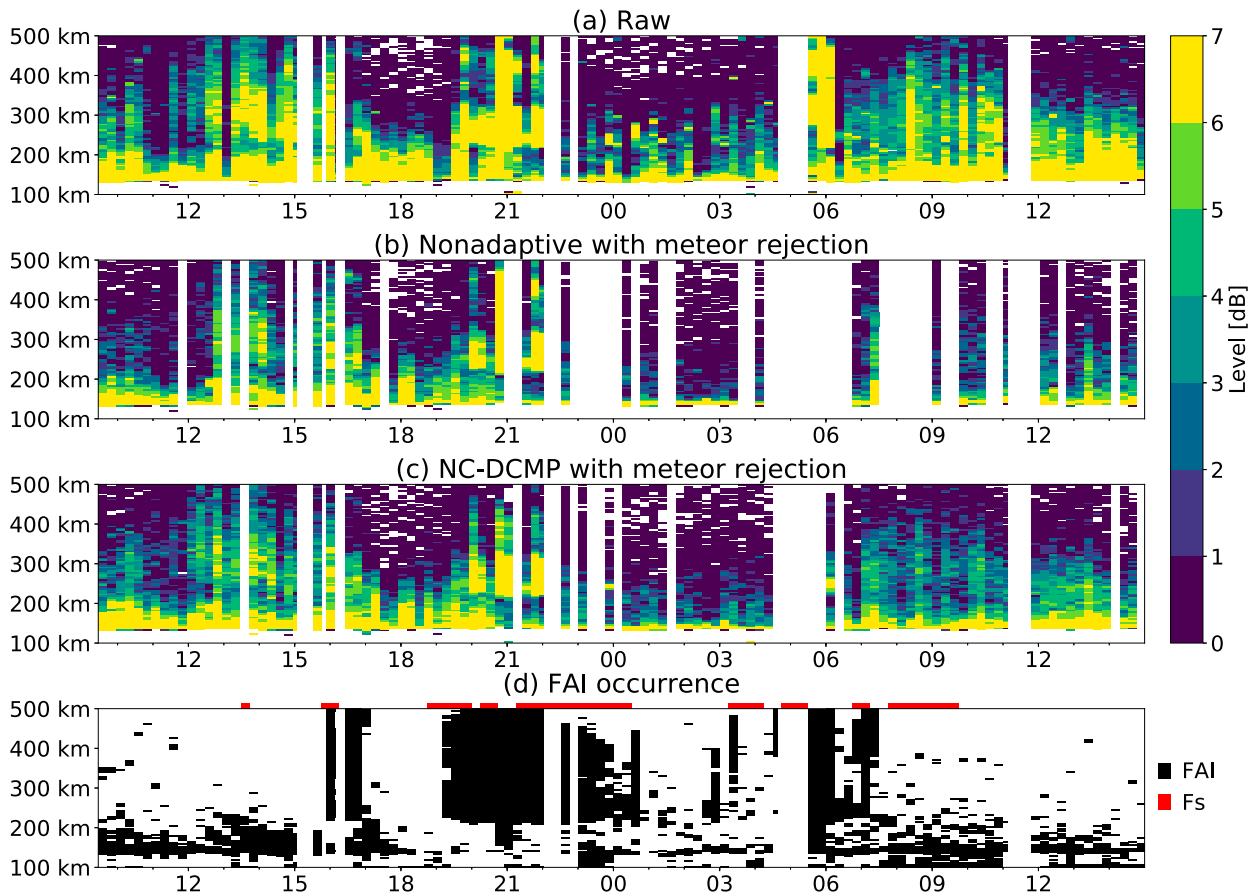 (a) Raw
500 km
400 km
300 km
200 km
100 km
12 15 18 21 00 03 06 09 12
(b) Nonadaptive with meteor rejection
500 km
400 km
300 km
200 km
100 km
12 15 18 21 00 03 06 09 12
(c) NC-DCMP with meteor rejection
500 km
400 km
300 km
200 km
100 km
12 15 18 21 00 03 06 09 12
(d) FAI occurrence
500 km
400 km
300 km
200 km
100 km
12 15 18 21 00 03 06 09 12
7
6
5
4
3
2
1
0
Level [dB]
FAI
Fs